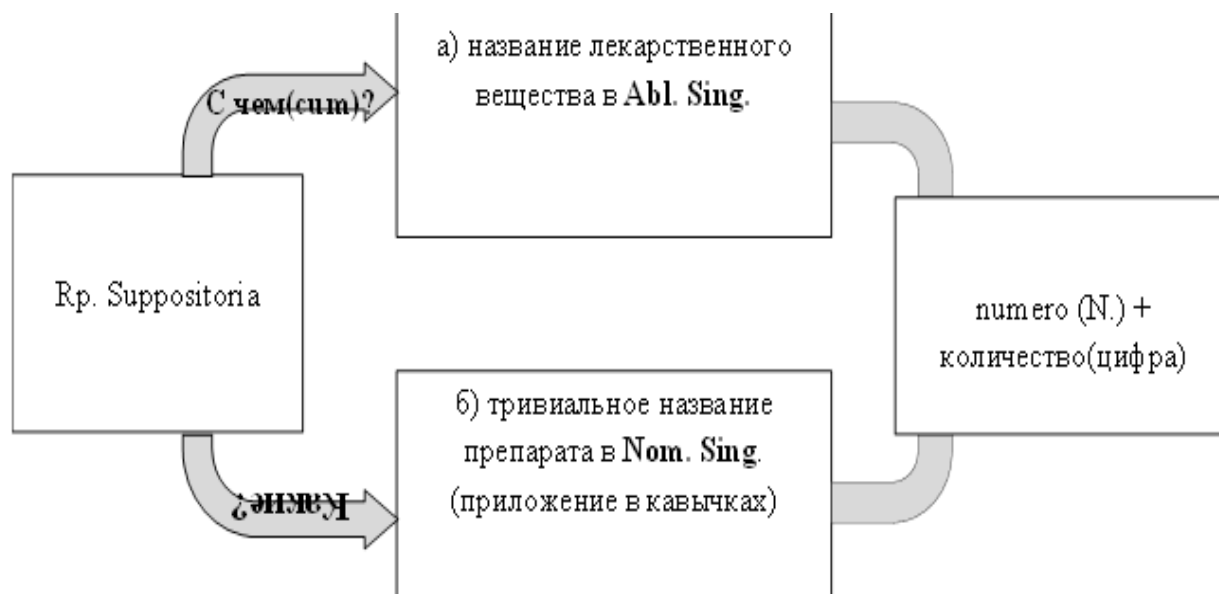 а) название лекарственного
вещества в Abl. Sing.
С чем(cum)?
Rp. Suppositoria
numero (N.) +
количество(цифра)
б) тривиальное название
препарата в Nom. Sing.
(приложение в кавычках)
Какие?